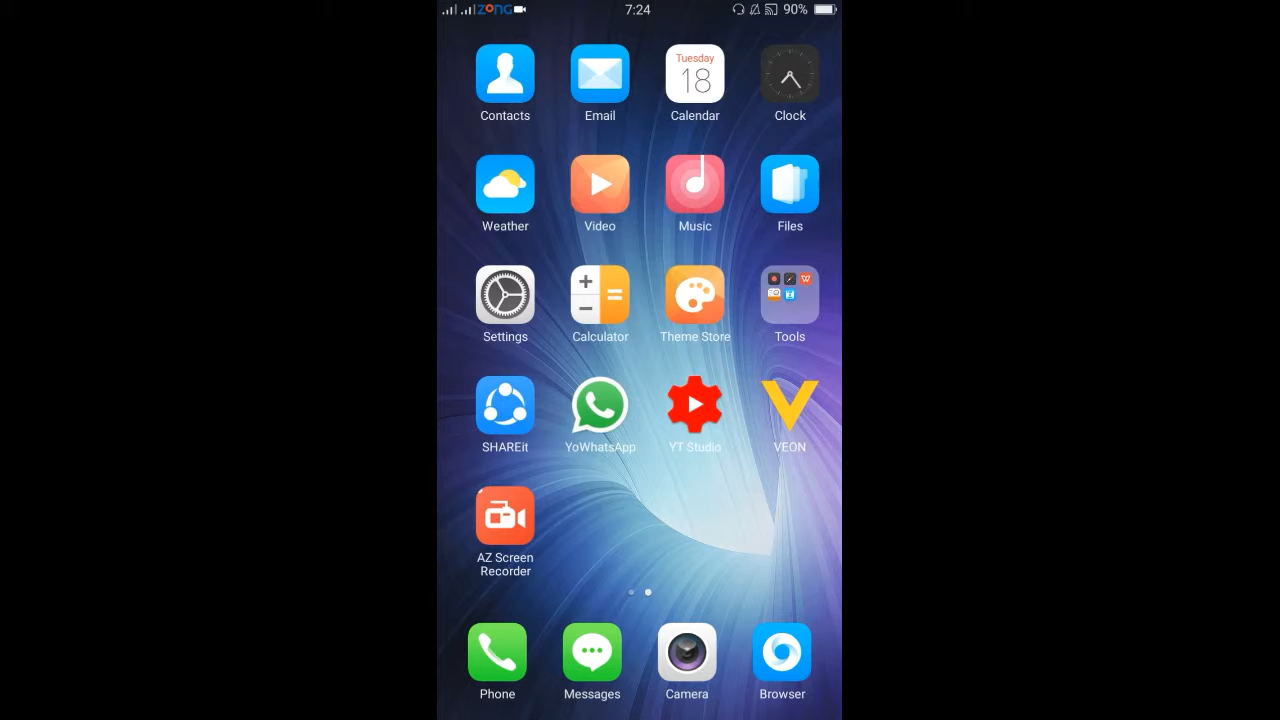 ZONG 7:24 90%
Tuesday
18
Contacts Email Calendar Clock
Weather Video Music Files
Settings Calculator Theme Store Tools
SHAREit YoWhatsApp YT Studio VEON
AZ Screen
Recorder
Phone Messages Camera Browser